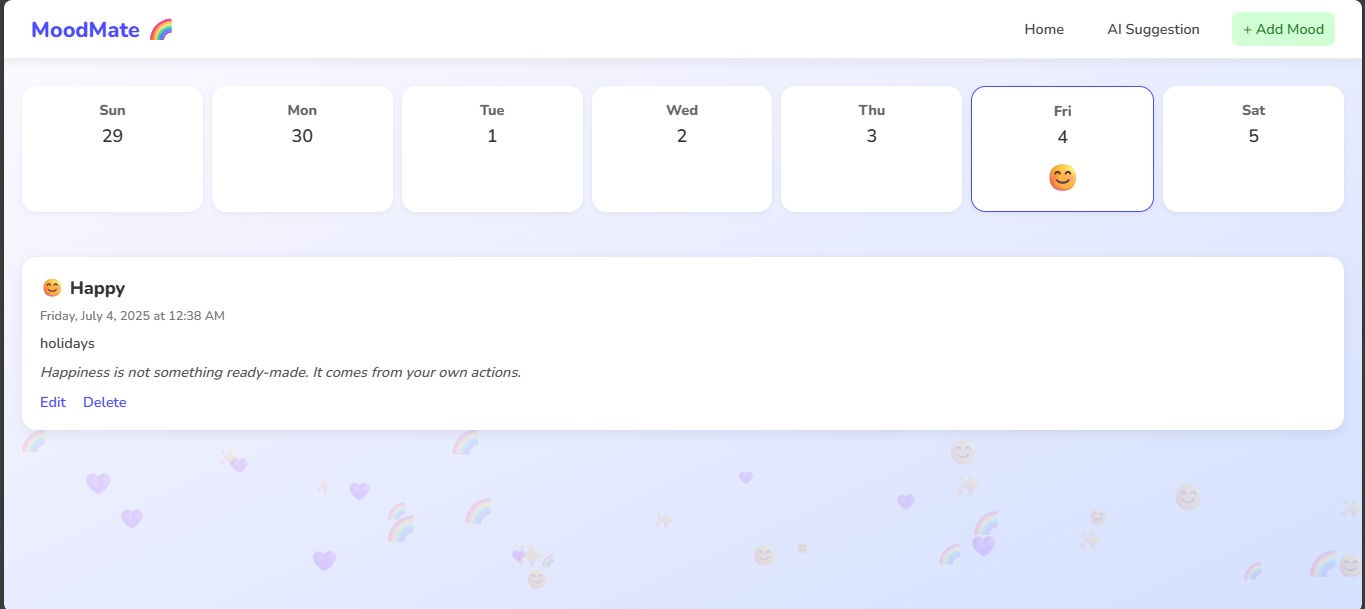 MoodMate 🌈
Home
AI Suggestion
+ Add Mood
Sun
29
Mon
30
Tue
1
Wed
2
Thu
3
Fri
4
😊
Sat
5
😊 Happy
Friday, July 4, 2025 at 12:38 AM
holidays
Happiness is not something ready-made. It comes from your own actions.
Edit Delete